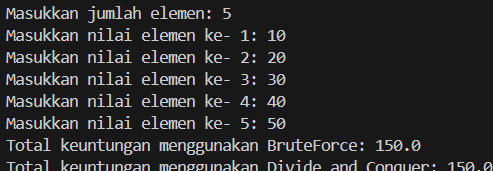 Masukkan jumlah elemen: 5
Masukkan nilai elemen ke- 1: 10
Masukkan nilai elemen ke- 2: 20
Masukkan nilai elemen ke- 3: 30
Masukkan nilai elemen ke- 4: 40
Masukkan nilai elemen ke- 5: 50
Total keuntungan menggunakan BruteForce: 150.0
Total keuntungan menggunakan Divide and Conquer: 150.0